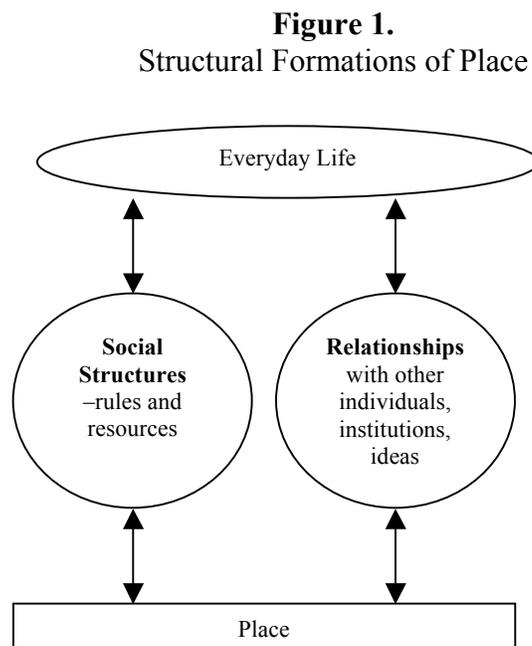 Figure 1.
Structural Formations of Place
Everyday Life
Social
Structures
–rules and
resources
Relationships
with other
individuals,
institutions,
ideas
Place